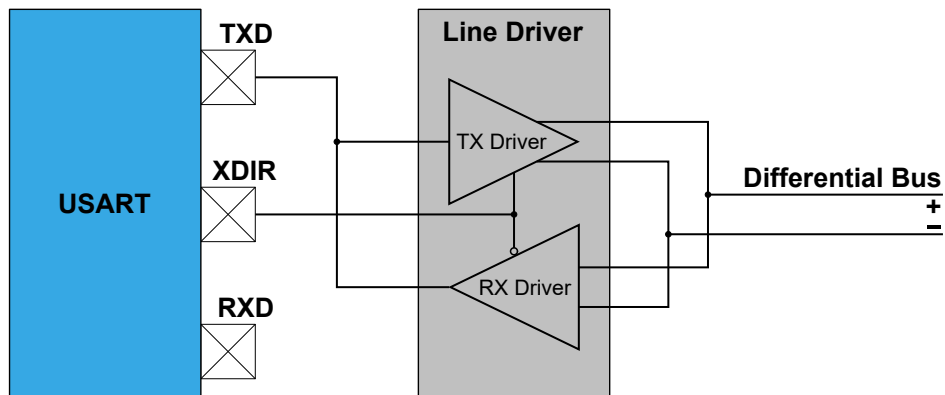 TXD
Line Driver
TX Driver
XDIR
USART
Differential Bus
+
−
RX Driver
RXD